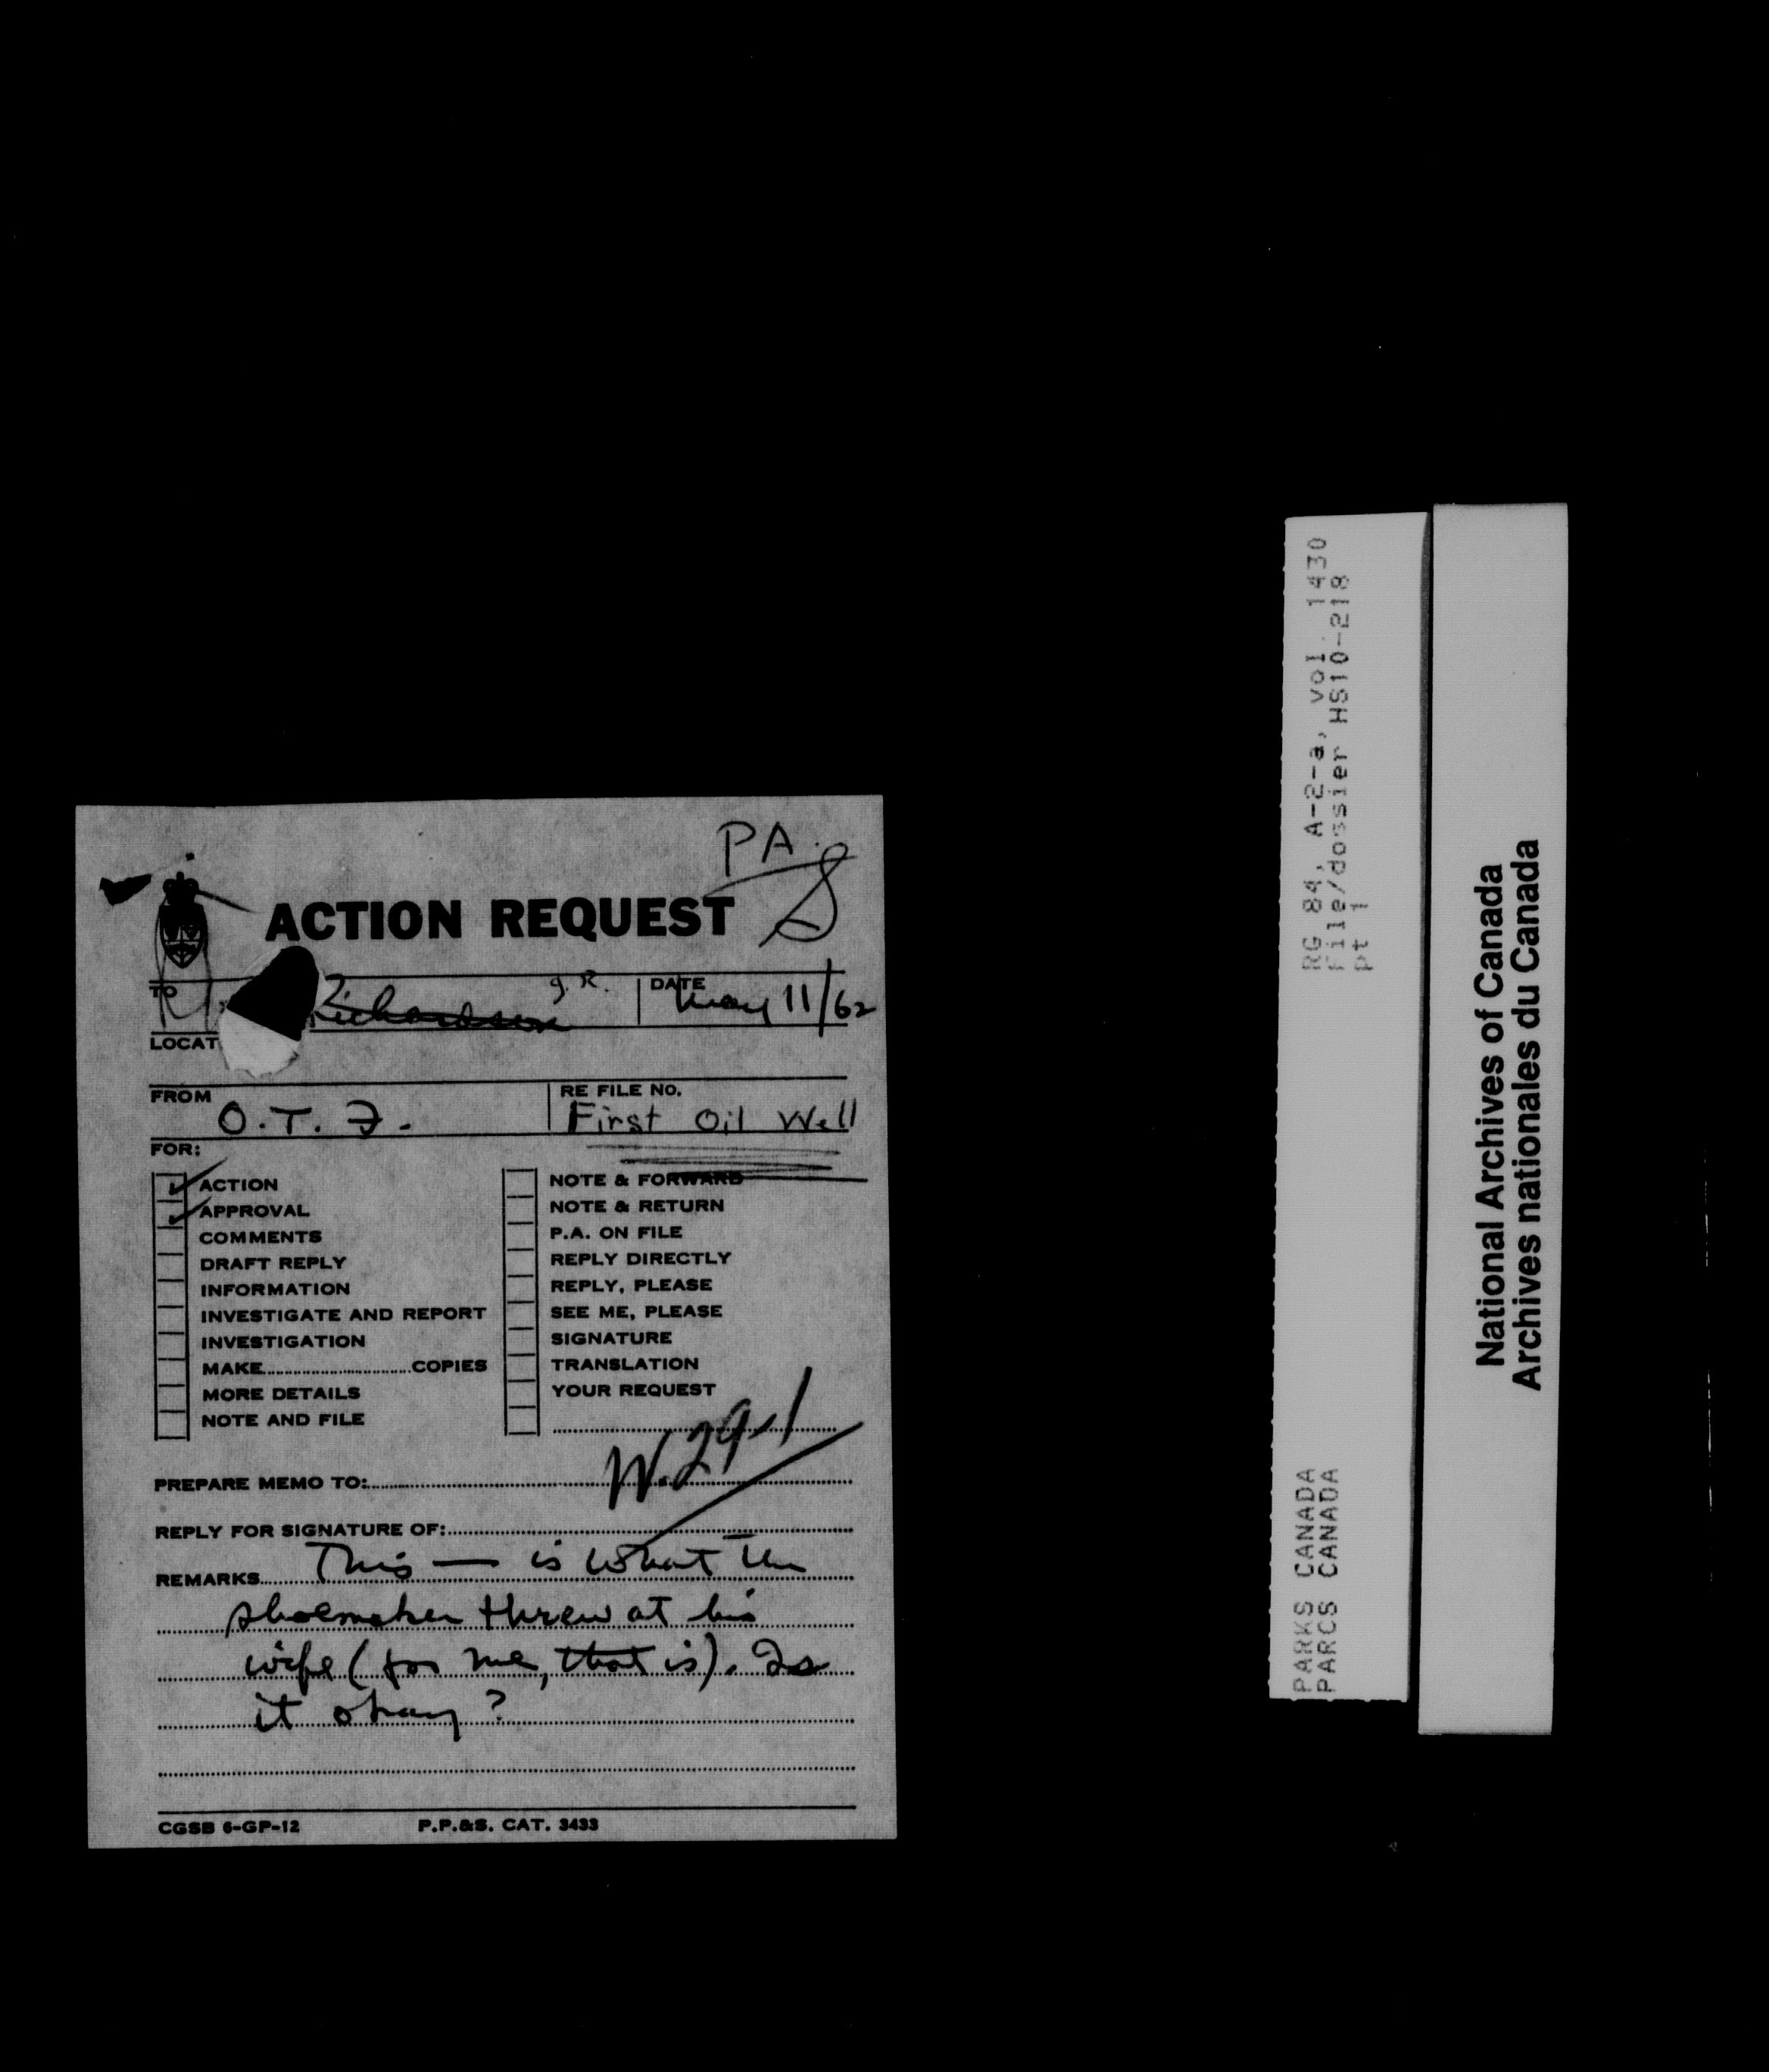 PA.
ACTION REQUEST
TO
Richardson J. R.
DATE
May 11/62
LOCAT
FROM
O. T. F.
RE FILE NO.
First Oil Well
FOR:
ACTION
APPROVAL
COMMENTS
DRAFT REPLY
INFORMATION
INVESTIGATE AND REPORT
INVESTIGATION
MAKE..............................COPIES
MORE DETAILS
NOTE AND FILE
NOTE & FORWARD
NOTE & RETURN
P.A. ON FILE
REPLY DIRECTLY
REPLY, PLEASE
SEE ME, PLEASE
SIGNATURE
TRANSLATION
YOUR REQUEST
PREPARE MEMO TO:
REPLY FOR SIGNATURE OF:
REMARKS This — is what the
shoemaker threw at his
wife (for me, that is). Is
it okay?
CGSB 6-GP-12 P.P.&S. CAT. 3433
RG 84, A-2-a, vol. 1430
File/dossier HS10-218
pt 1
PARKS CANADA
PARCS CANADA
National Archives of Canada
Archives nationales du Canada